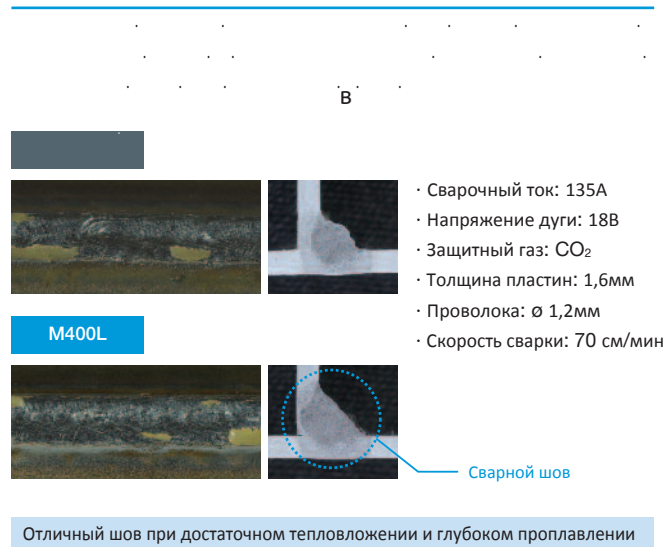 В
· Сварочный ток: 135А
· Напряжение дуги: 18В
· Защитный газ: CO₂
· Толщина пластин: 1,6мм
· Проволока: ø 1,2мм
· Скорость сварки: 70 см/мин
M400L
Сварной шов
Отличный шов при достаточном тепловложении и глубоком проплавлении